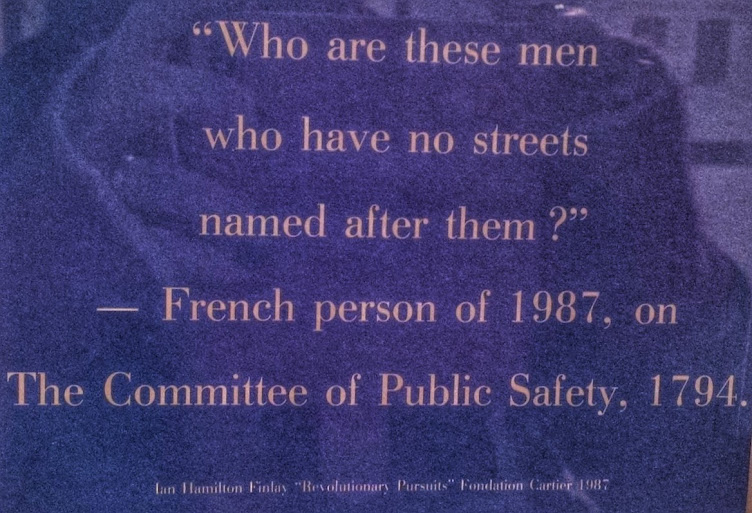 “Who are these men
who have no streets
named after them ?”
— French person of 1987, on
The Committee of Public Safety, 1794.
Ian Hamilton Finlay “Revolutionary Pursuits” Fondation Cartier 1987